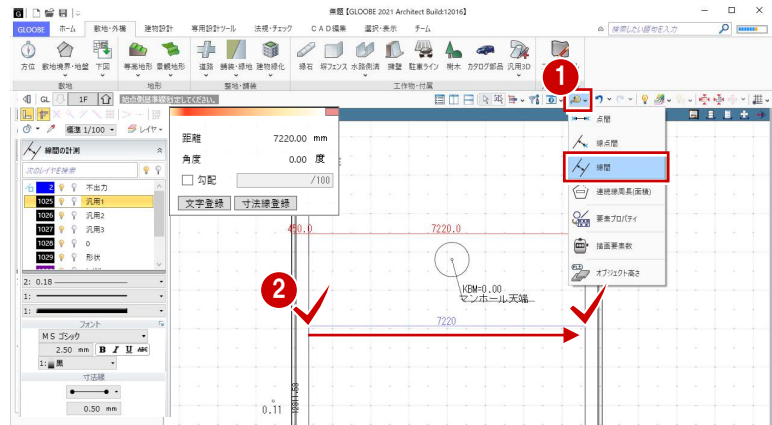 無題 [GLOOBE 2021 Architect Build:12016]
GLOOBE ホーム 敷地・外構 建物設計 専用設計ツール 法規・チェック CAD編集 選択・表示 チーム 検索したい語句を入力
方位 敷地境界・地盤 下図 等高地形 景観地形 道路 舗装・緑地 建物緑化 縁石 塀フェンス 水路側溝 擁壁 駐車ライン 樹木 カタログ部品 汎用3D
敷地 地形 整地・舗装 工作物・付属
1
GL 1F 始点側基準線指定してください。
標準 1/100 レイヤ
線間の計測
次のレイヤを検索
2 不出力
1025 汎用1
1026 汎用2
1027 汎用3
1028 0
1029 形状
2: 0.18
1:
1:
フォント
MS ゴシック
2.50 mm B I U ABC
1: 黒
寸法線
0.50 mm
距離 7220.00 mm
角度 0.00 度
勾配 /100
文字登録 寸法線登録
点間
線点間
線間
連続線周長(面積)
要素プロパティ
描画要素数
オブジェクト高さ
450.0 7220.0
KBM=0.00
マンホール天端
2
7220
0.11